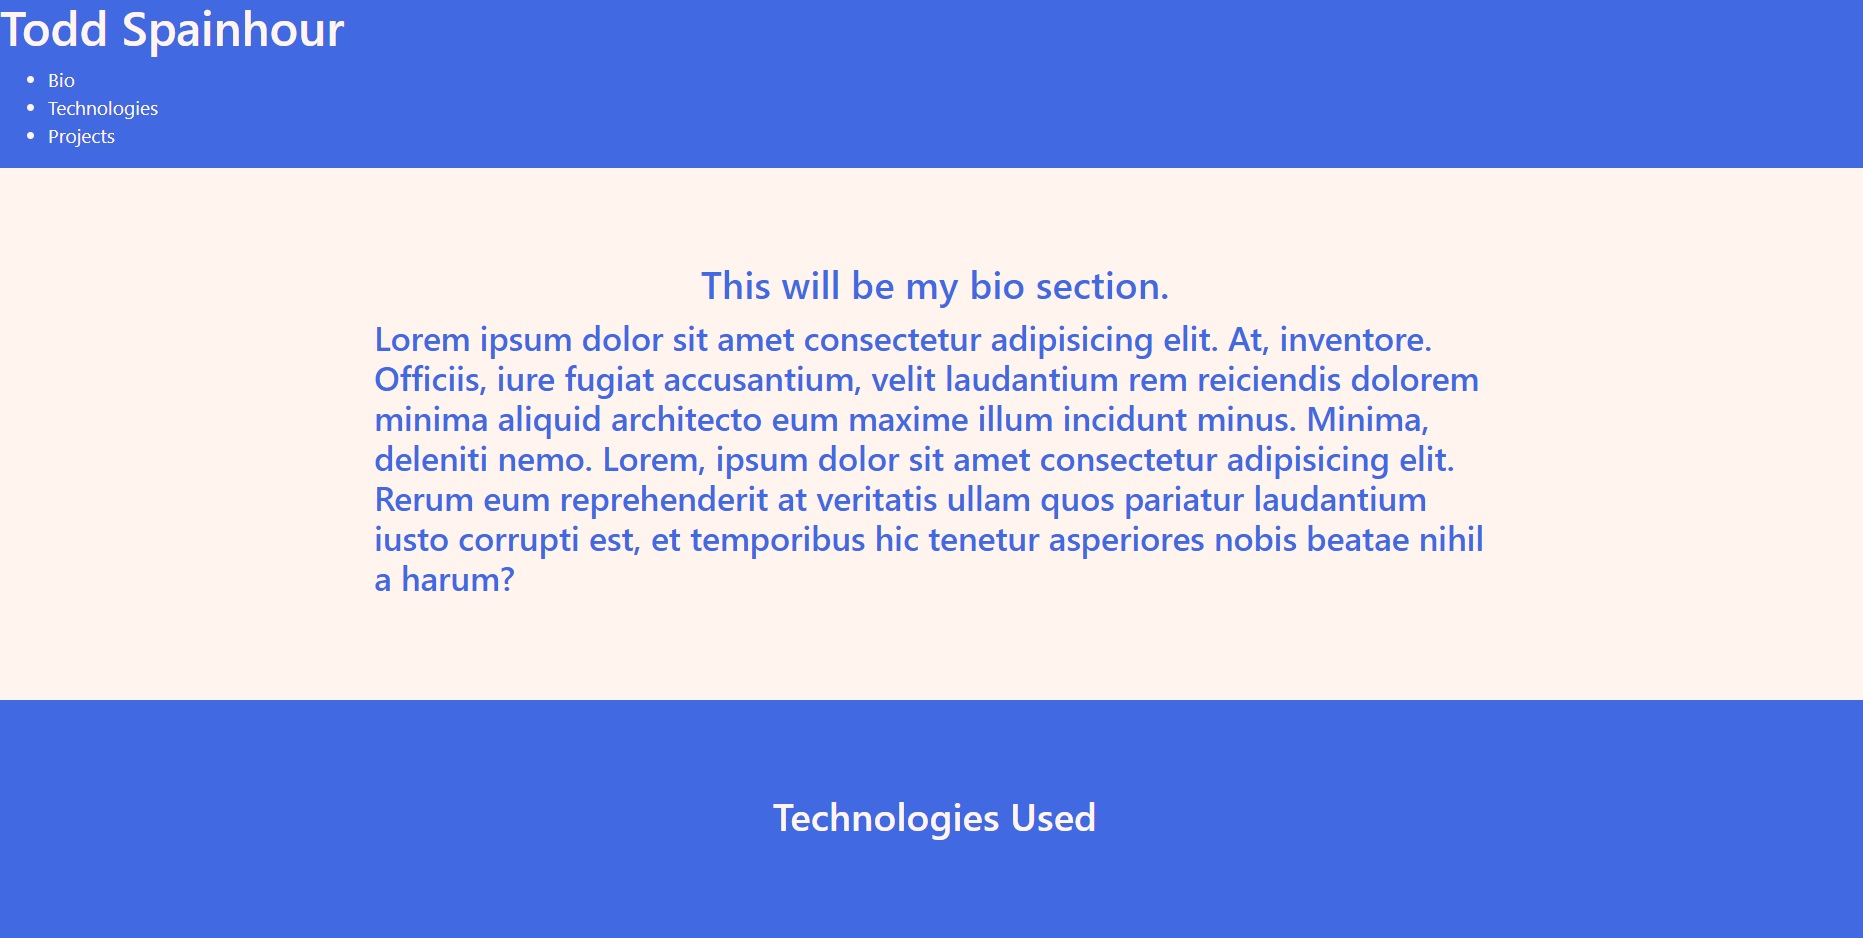 Todd Spainhour
Bio
Technologies
Projects
This will be my bio section.
Lorem ipsum dolor sit amet consectetur adipisicing elit. At, inventore.
Officiis, iure fugiat accusantium, velit laudantium rem reiciendis dolorem
minima aliquid architecto eum maxime illum incidunt minus. Minima,
deleniti nemo. Lorem, ipsum dolor sit amet consectetur adipisicing elit.
Rerum eum reprehenderit at veritatis ullam quos pariatur laudantium
iusto corrupti est, et temporibus hic tenetur asperiores nobis beatae nihil
a harum?
Technologies Used